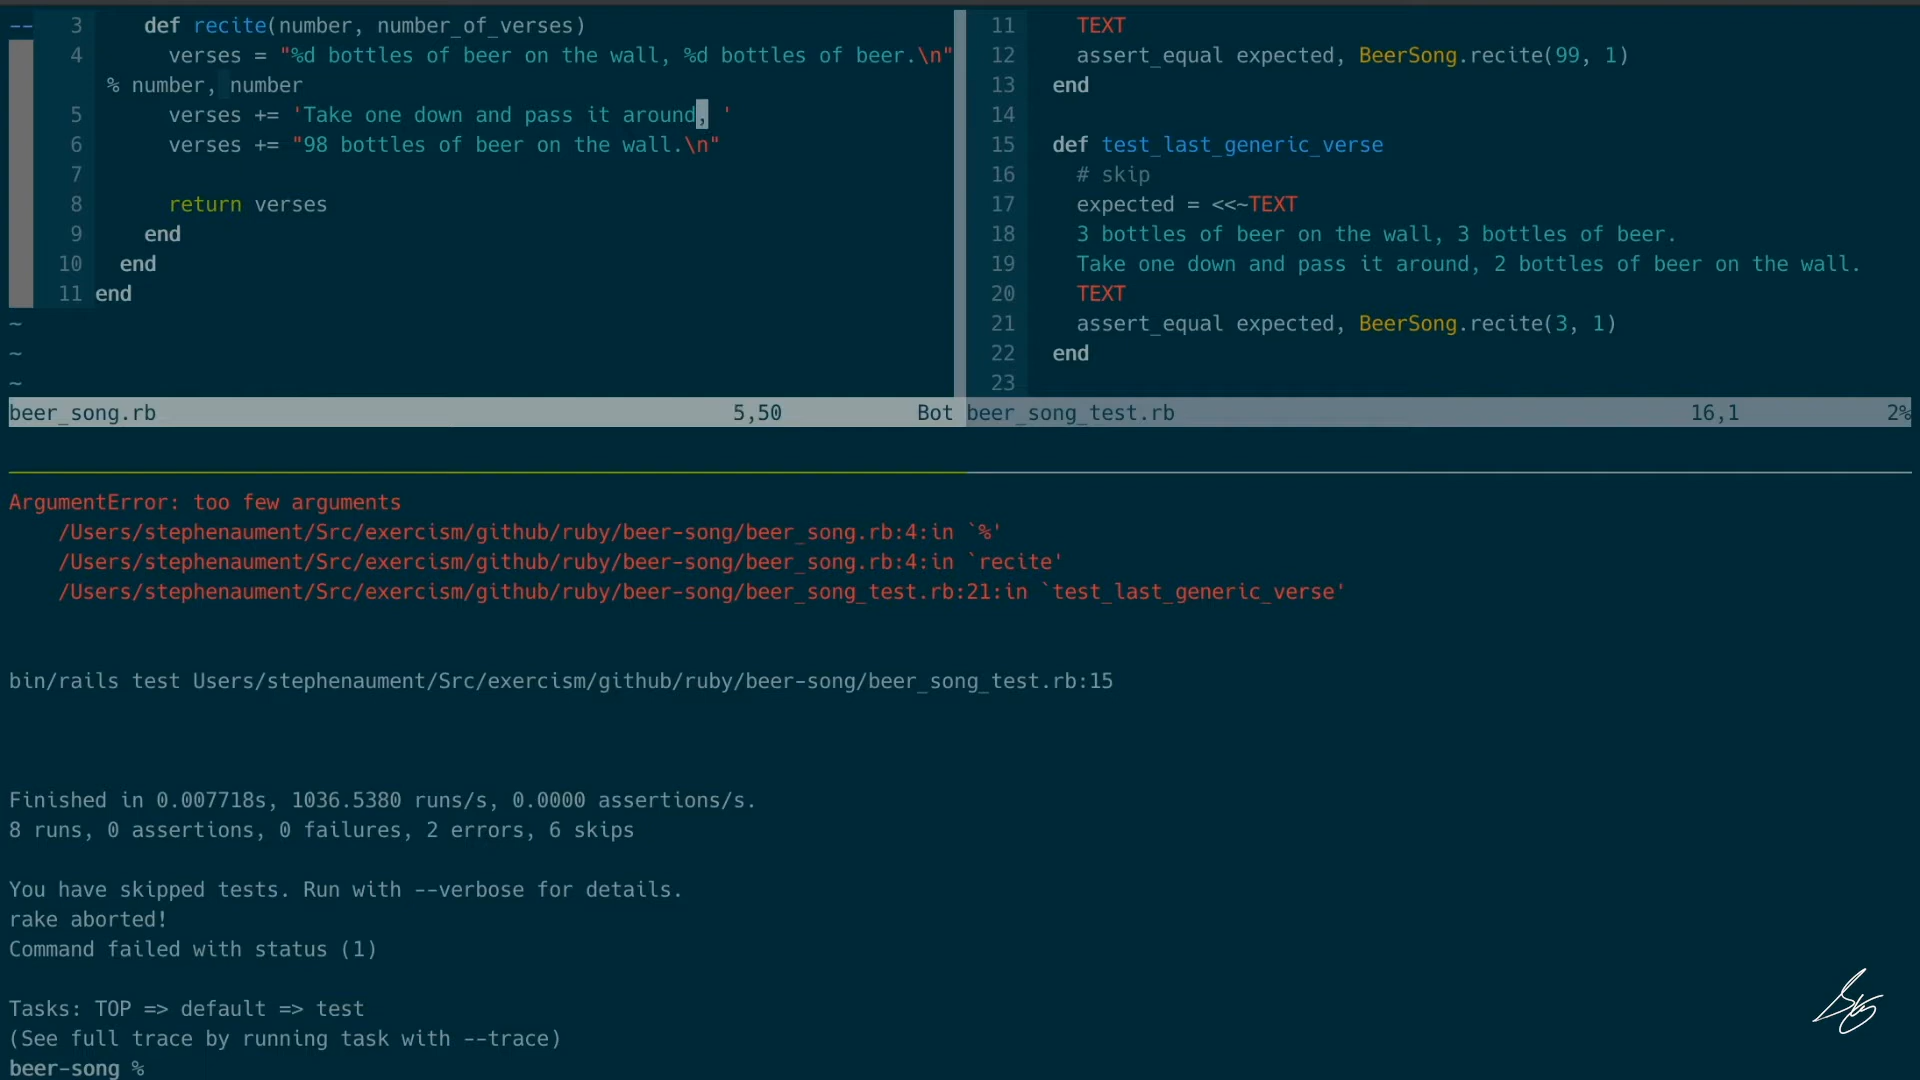 -- 3 def recite(number, number_of_verses)
4 verses = "%d bottles of beer on the wall, %d bottles of beer.\n"
% number, number
5 verses += 'Take one down and pass it around, '
6 verses += "98 bottles of beer on the wall.\n"
7
8 return verses
9 end
10 end
11 end
~
~
~
beer_song.rb 5,50 Bot
11 TEXT
12 assert_equal expected, BeerSong.recite(99, 1)
13 end
14
15 def test_last_generic_verse
16 # skip
17 expected = <<~TEXT
18 3 bottles of beer on the wall, 3 bottles of beer.
19 Take one down and pass it around, 2 bottles of beer on the wall.
20 TEXT
21 assert_equal expected, BeerSong.recite(3, 1)
22 end
23
beer_song_test.rb 16,1 2%
ArgumentError: too few arguments
/Users/stephenaument/Src/exercism/github/ruby/beer-song/beer_song.rb:4:in `%'
/Users/stephenaument/Src/exercism/github/ruby/beer-song/beer_song.rb:4:in `recite'
/Users/stephenaument/Src/exercism/github/ruby/beer-song/beer_song_test.rb:21:in `test_last_generic_verse'
bin/rails test Users/stephenaument/Src/exercism/github/ruby/beer-song/beer_song_test.rb:15
Finished in 0.007718s, 1036.5380 runs/s, 0.0000 assertions/s.
8 runs, 0 assertions, 0 failures, 2 errors, 6 skips
You have skipped tests. Run with --verbose for details.
rake aborted!
Command failed with status (1)
Tasks: TOP => default => test
(See full trace by running task with --trace)
beer-song %